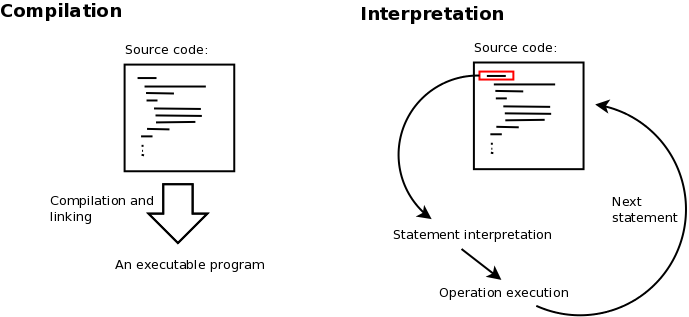 Compilation
Source code:
Compilation and
linking
An executable program
Interpretation
Source code:
Statement interpretation
Operation execution
Next
statement